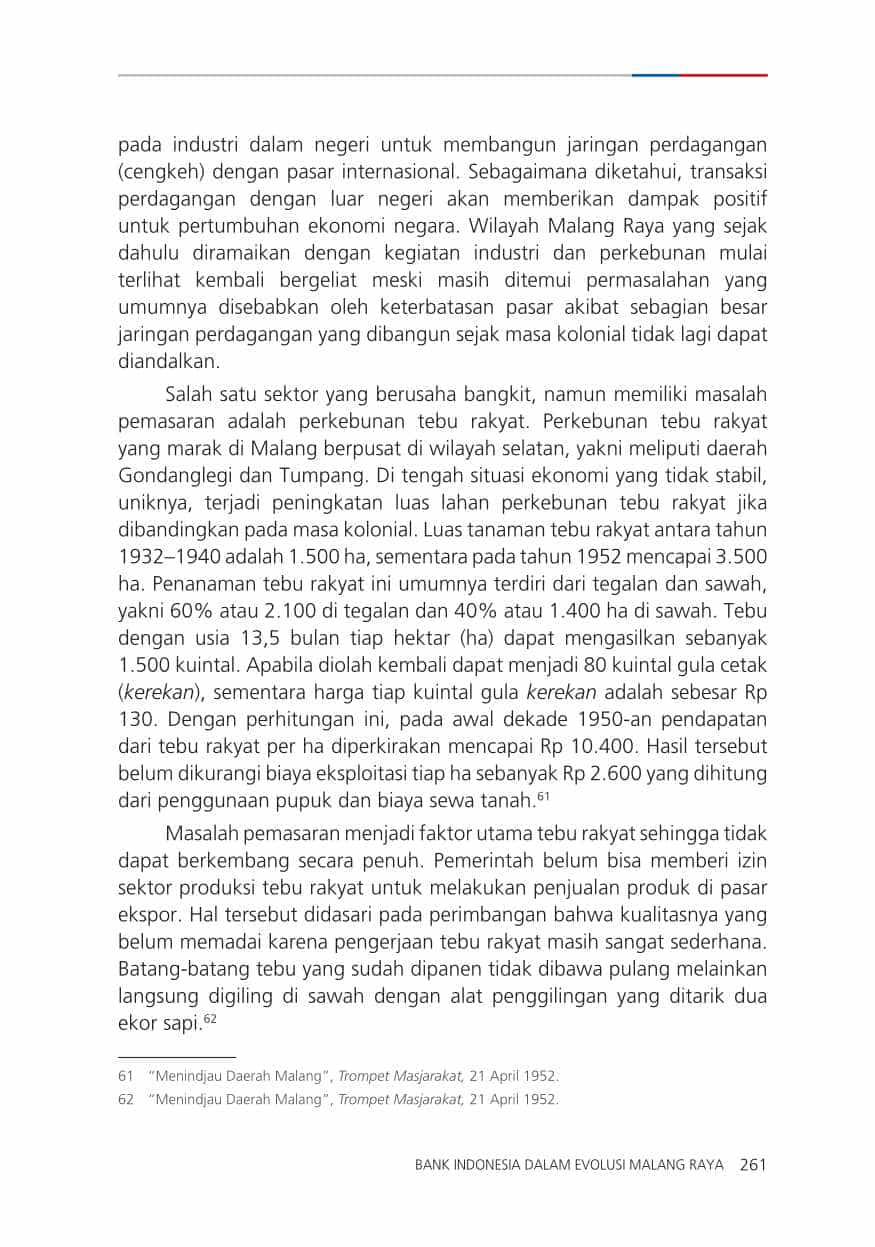 pada industri dalam negeri untuk membangun jaringan perdagangan
(cengkeh) dengan pasar internasional. Sebagaimana diketahui, transaksi
perdagangan dengan luar negeri akan memberikan dampak positif
untuk pertumbuhan ekonomi negara. Wilayah Malang Raya yang sejak
dahulu diramaikan dengan kegiatan industri dan perkebunan mulai
terlihat kembali bergeliat meski masih ditemui permasalahan yang
umumnya disebabkan oleh keterbatasan pasar akibat sebagian besar
jaringan perdagangan yang dibangun sejak masa kolonial tidak lagi dapat
diandalkan.
Salah satu sektor yang berusaha bangkit, namun memiliki masalah
pemasaran adalah perkebunan tebu rakyat. Perkebunan tebu rakyat
yang marak di Malang berpusat di wilayah selatan, yakni meliputi daerah
Gondanglegi dan Tumpang. Di tengah situasi ekonomi yang tidak stabil,
uniknya, terjadi peningkatan luas lahan perkebunan tebu rakyat jika
dibandingkan pada masa kolonial. Luas tanaman tebu rakyat antara tahun
1932–1940 adalah 1.500 ha, sementara pada tahun 1952 mencapai 3.500
ha. Penanaman tebu rakyat ini umumnya terdiri dari tegalan dan sawah,
yakni 60% atau 2.100 di tegalan dan 40% atau 1.400 ha di sawah. Tebu
dengan usia 13,5 bulan tiap hektar (ha) dapat mengasilkan sebanyak
1.500 kuintal. Apabila diolah kembali dapat menjadi 80 kuintal gula cetak
(kerekan), sementara harga tiap kuintal gula kerekan adalah sebesar Rp
130. Dengan perhitungan ini, pada awal dekade 1950-an pendapatan
dari tebu rakyat per ha diperkirakan mencapai Rp 10.400. Hasil tersebut
belum dikurangi biaya eksploitasi tiap ha sebanyak Rp 2.600 yang dihitung
dari penggunaan pupuk dan biaya sewa tanah.61
Masalah pemasaran menjadi faktor utama tebu rakyat sehingga tidak
dapat berkembang secara penuh. Pemerintah belum bisa memberi izin
sektor produksi tebu rakyat untuk melakukan penjualan produk di pasar
ekspor. Hal tersebut didasari pada perimbangan bahwa kualitasnya yang
belum memadai karena pengerjaan tebu rakyat masih sangat sederhana.
Batang-batang tebu yang sudah dipanen tidak dibawa pulang melainkan
langsung digiling di sawah dengan alat penggilingan yang ditarik dua
ekor sapi.62
61 “Menindjau Daerah Malang”, Trompet Masjarakat, 21 April 1952.
62 “Menindjau Daerah Malang”, Trompet Masjarakat, 21 April 1952.
BANK INDONESIA DALAM EVOLUSI MALANG RAYA 261